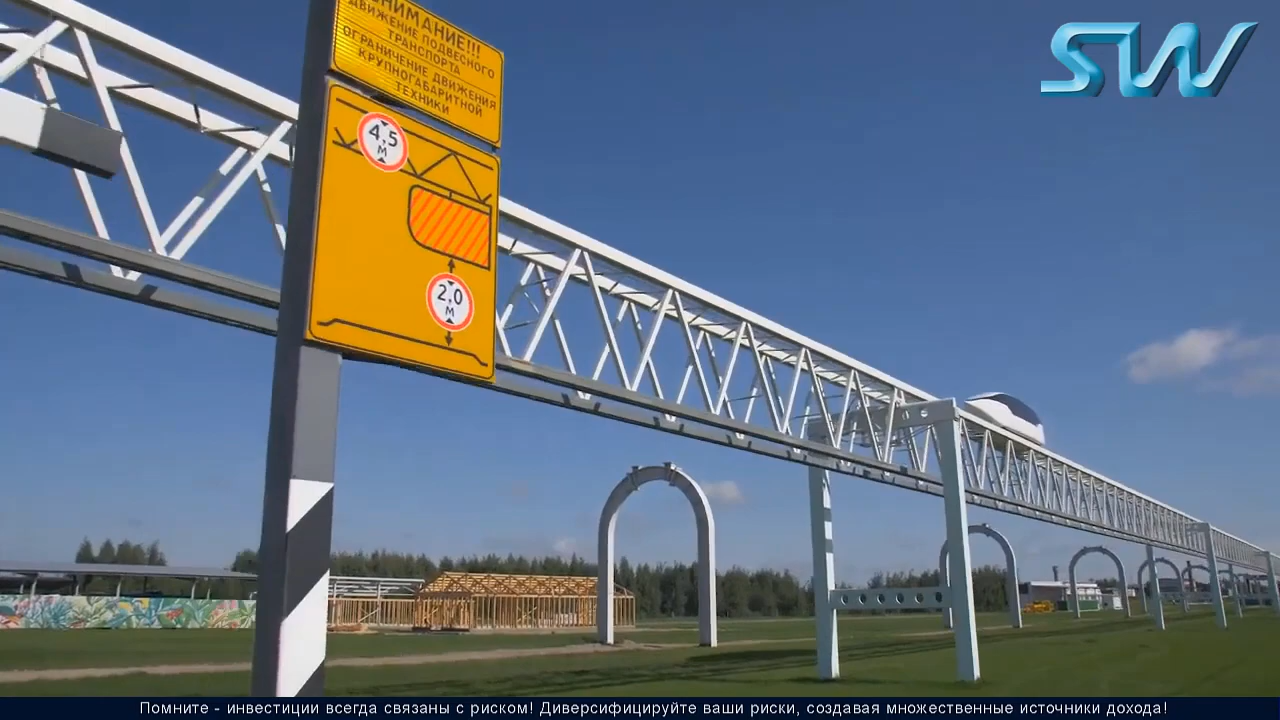 ВНИМАНИЕ!!!
ДВИЖЕНИЕ ПОДВЕСНОГО
ТРАНСПОРТА
ОГРАНИЧЕНИЕ ДВИЖЕНИЯ
КРУПНОГАБАРИТНОЙ
ТЕХНИКИ
4,5
М
2,0
М
SW
Помните - инвестиции всегда связаны с риском! Диверсифицируйте ваши риски, создавая множественные источники дохода!